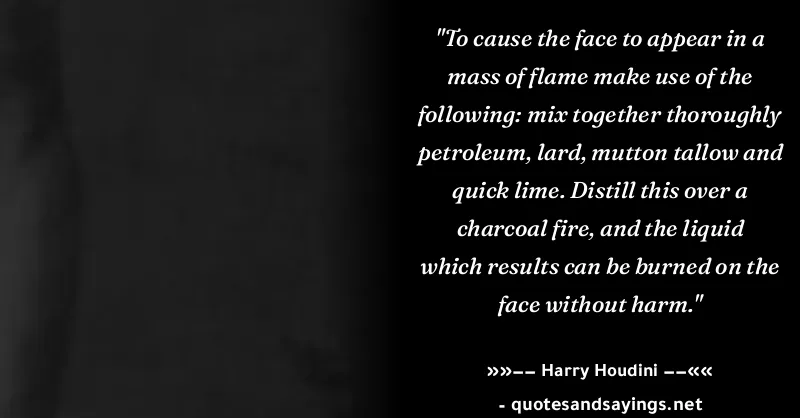 "To cause the face to appear in a
mass of flame make use of the
following: mix together thoroughly
petroleum, lard, mutton tallow and
quick lime. Distill this over a
charcoal fire, and the liquid
which results can be burned on the
face without harm."
»»–– Harry Houdini ––««
- quotesandsayings.net